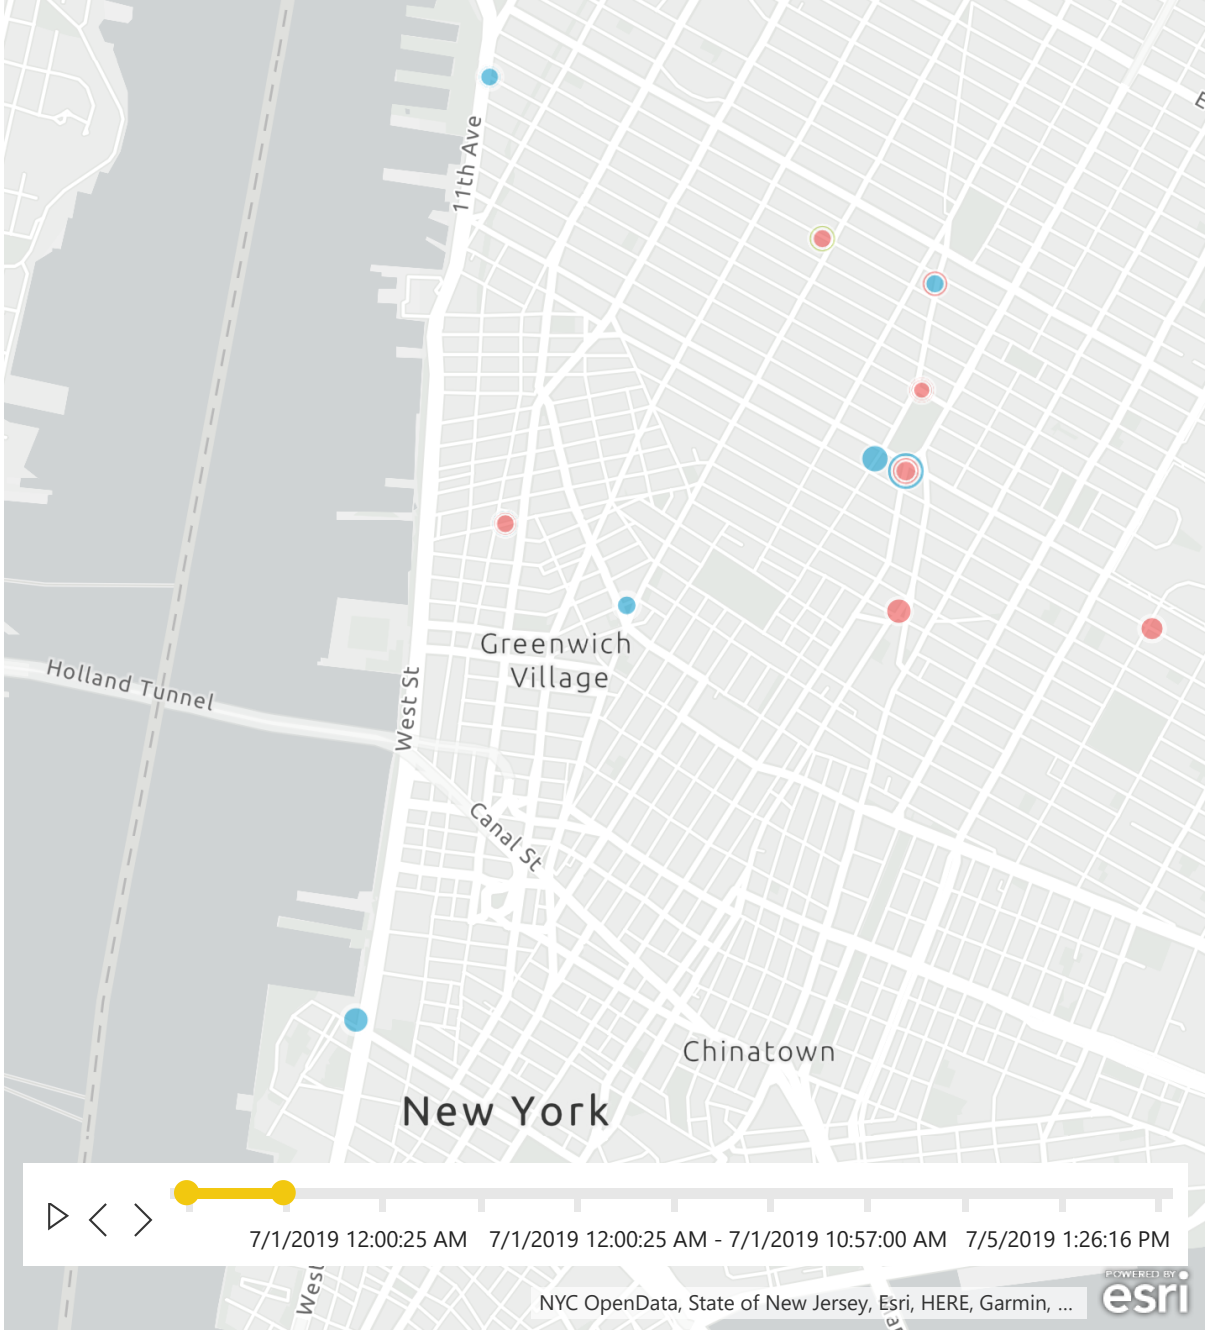 11th Ave
Greenwich
Village
Holland Tunnel
West St
Canal St
Chinatown
New York
7/1/2019 12:00:25 AM
7/1/2019 12:00:25 AM - 7/1/2019 10:57:00 AM
7/5/2019 1:26:16 PM
West
NYC OpenData, State of New Jersey, Esri, HERE, Garmin, ...
POWERED BY
esri